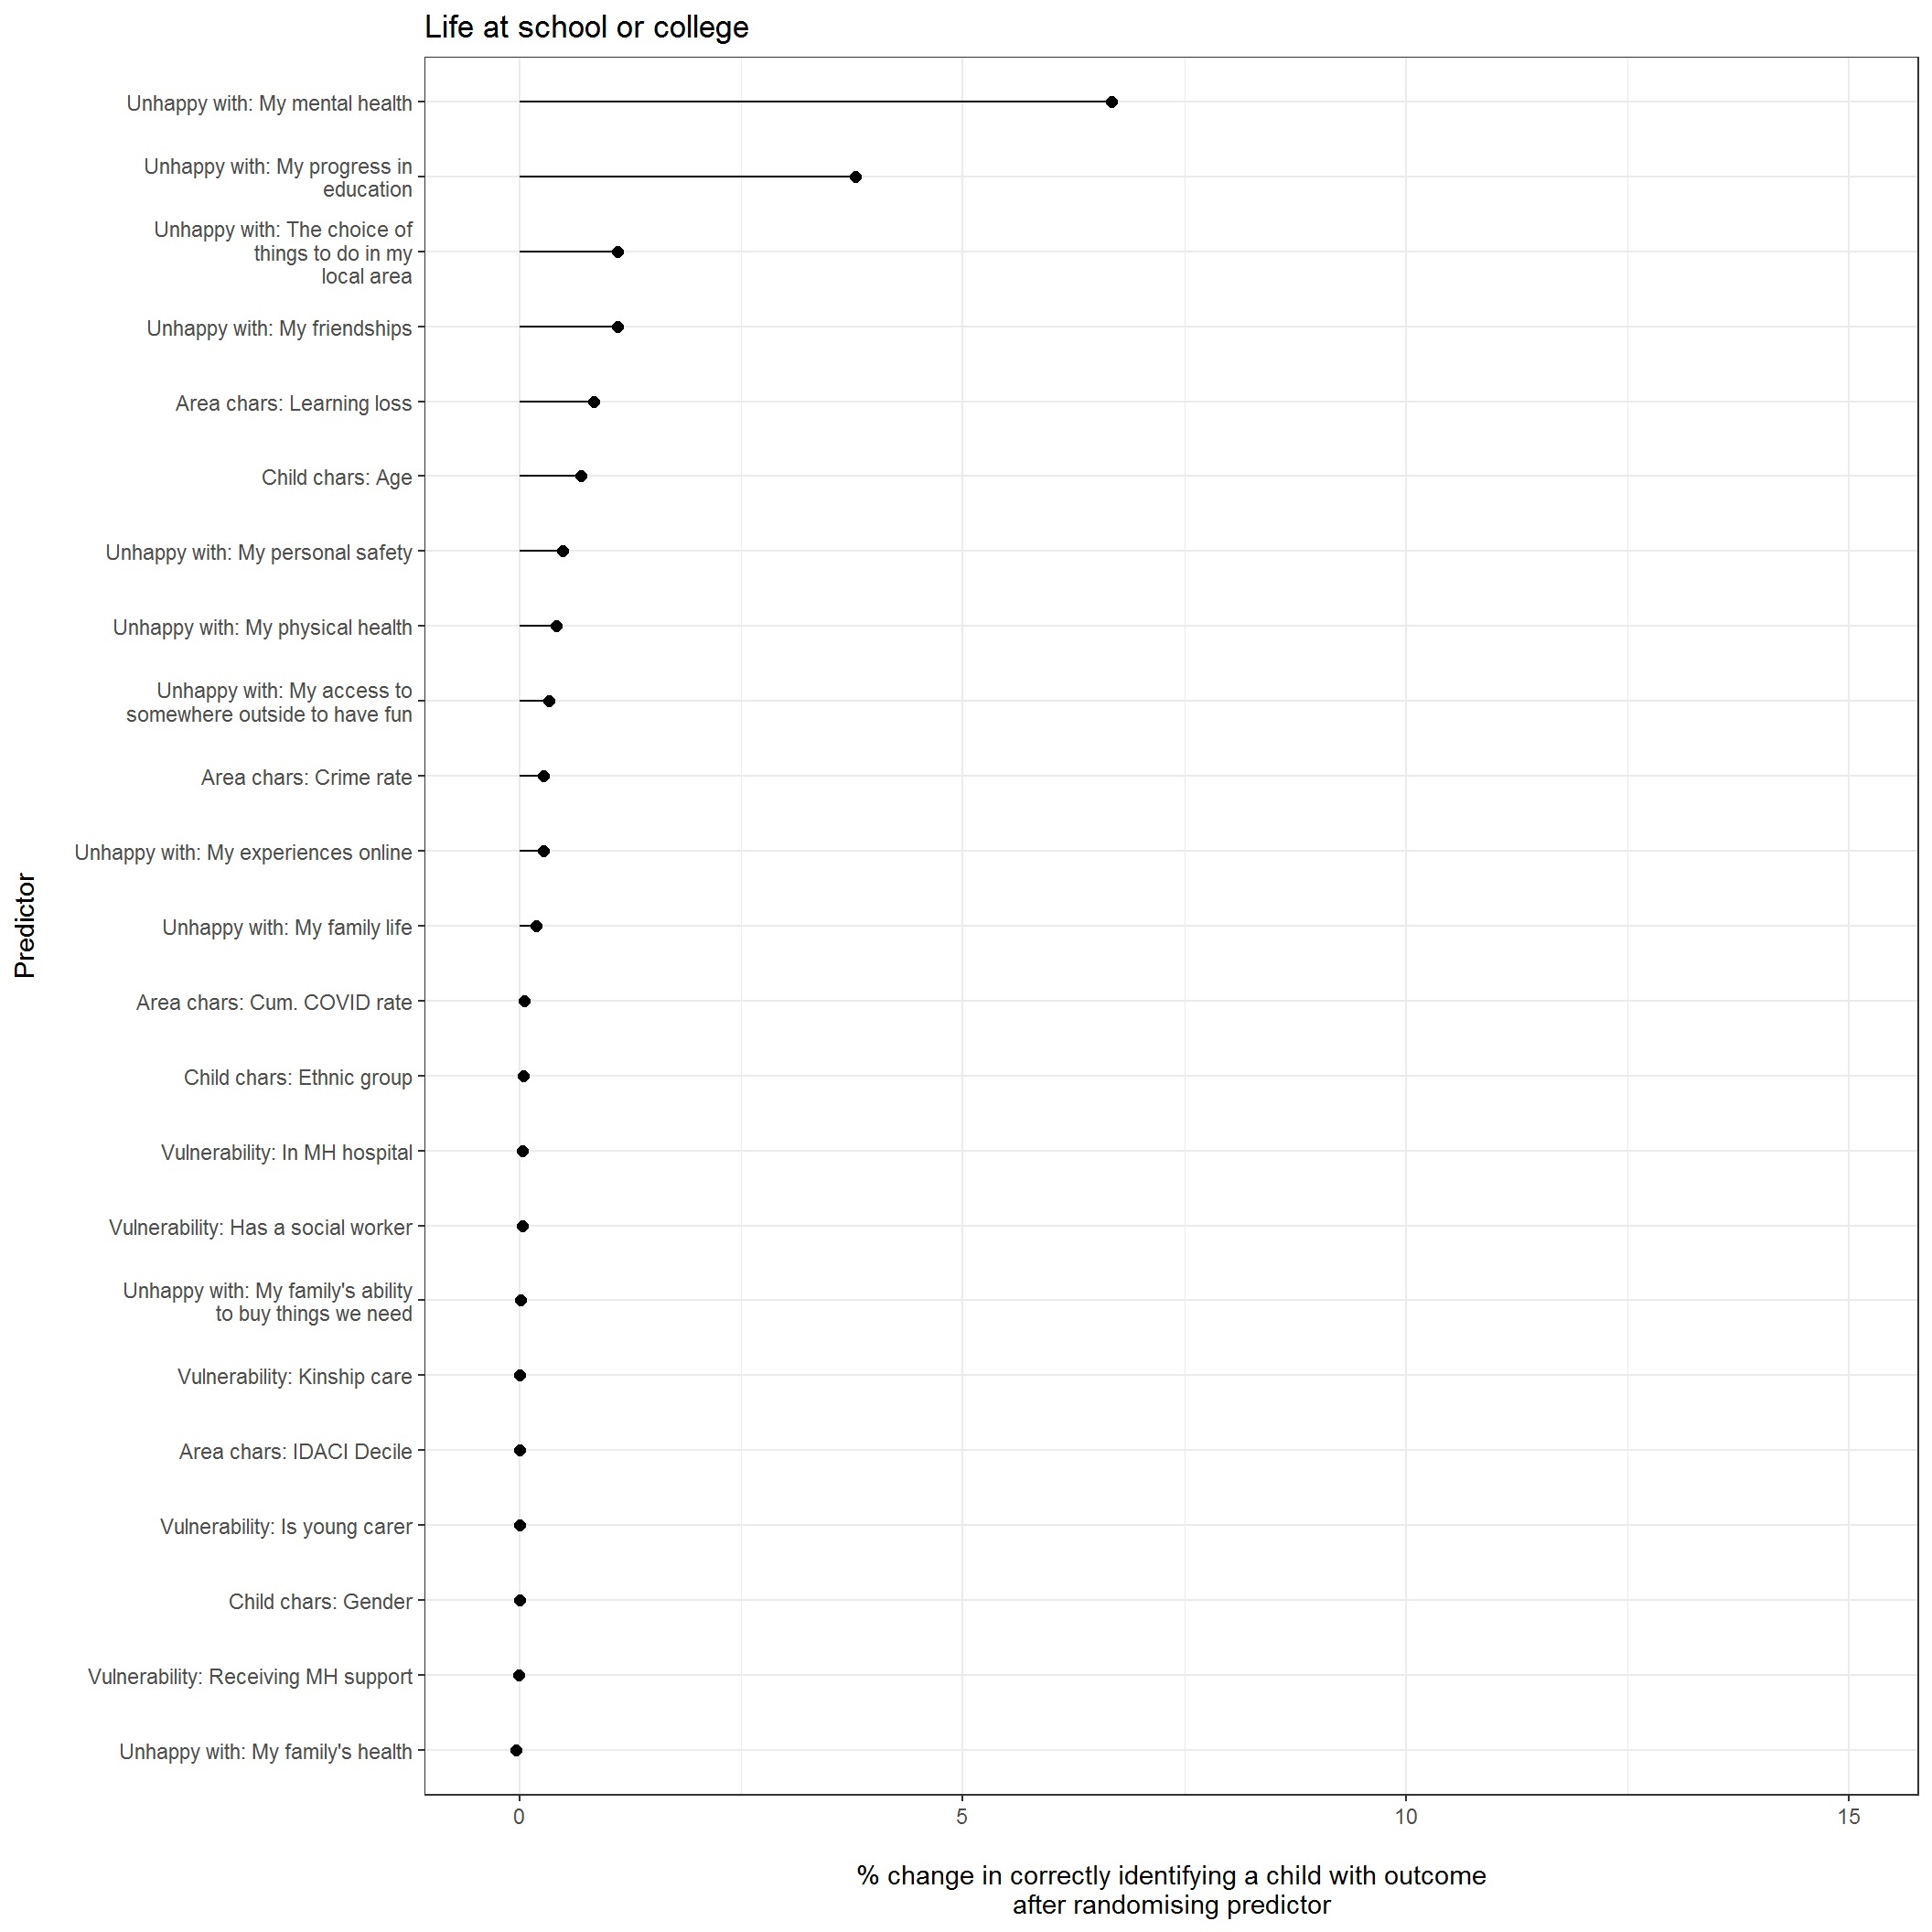 Life at school or college
Unhappy with: My mental health
Unhappy with: My progress in
education
Unhappy with: The choice of
things to do in my
local area
Unhappy with: My friendships
Area chars: Learning loss
Child chars: Age
Unhappy with: My personal safety
Unhappy with: My physical health
Unhappy with: My access to
somewhere outside to have fun
Area chars: Crime rate
Unhappy with: My experiences online
Unhappy with: My family life
Area chars: Cum. COVID rate
Child chars: Ethnic group
Vulnerability: In MH hospital
Vulnerability: Has a social worker
Unhappy with: My family's ability
to buy things we need
Vulnerability: Kinship care
Area chars: IDACI Decile
Vulnerability: Is young carer
Child chars: Gender
Vulnerability: Receiving MH support
Unhappy with: My family's health
Predictor
0 5 10 15
% change in correctly identifying a child with outcome
after randomising predictor